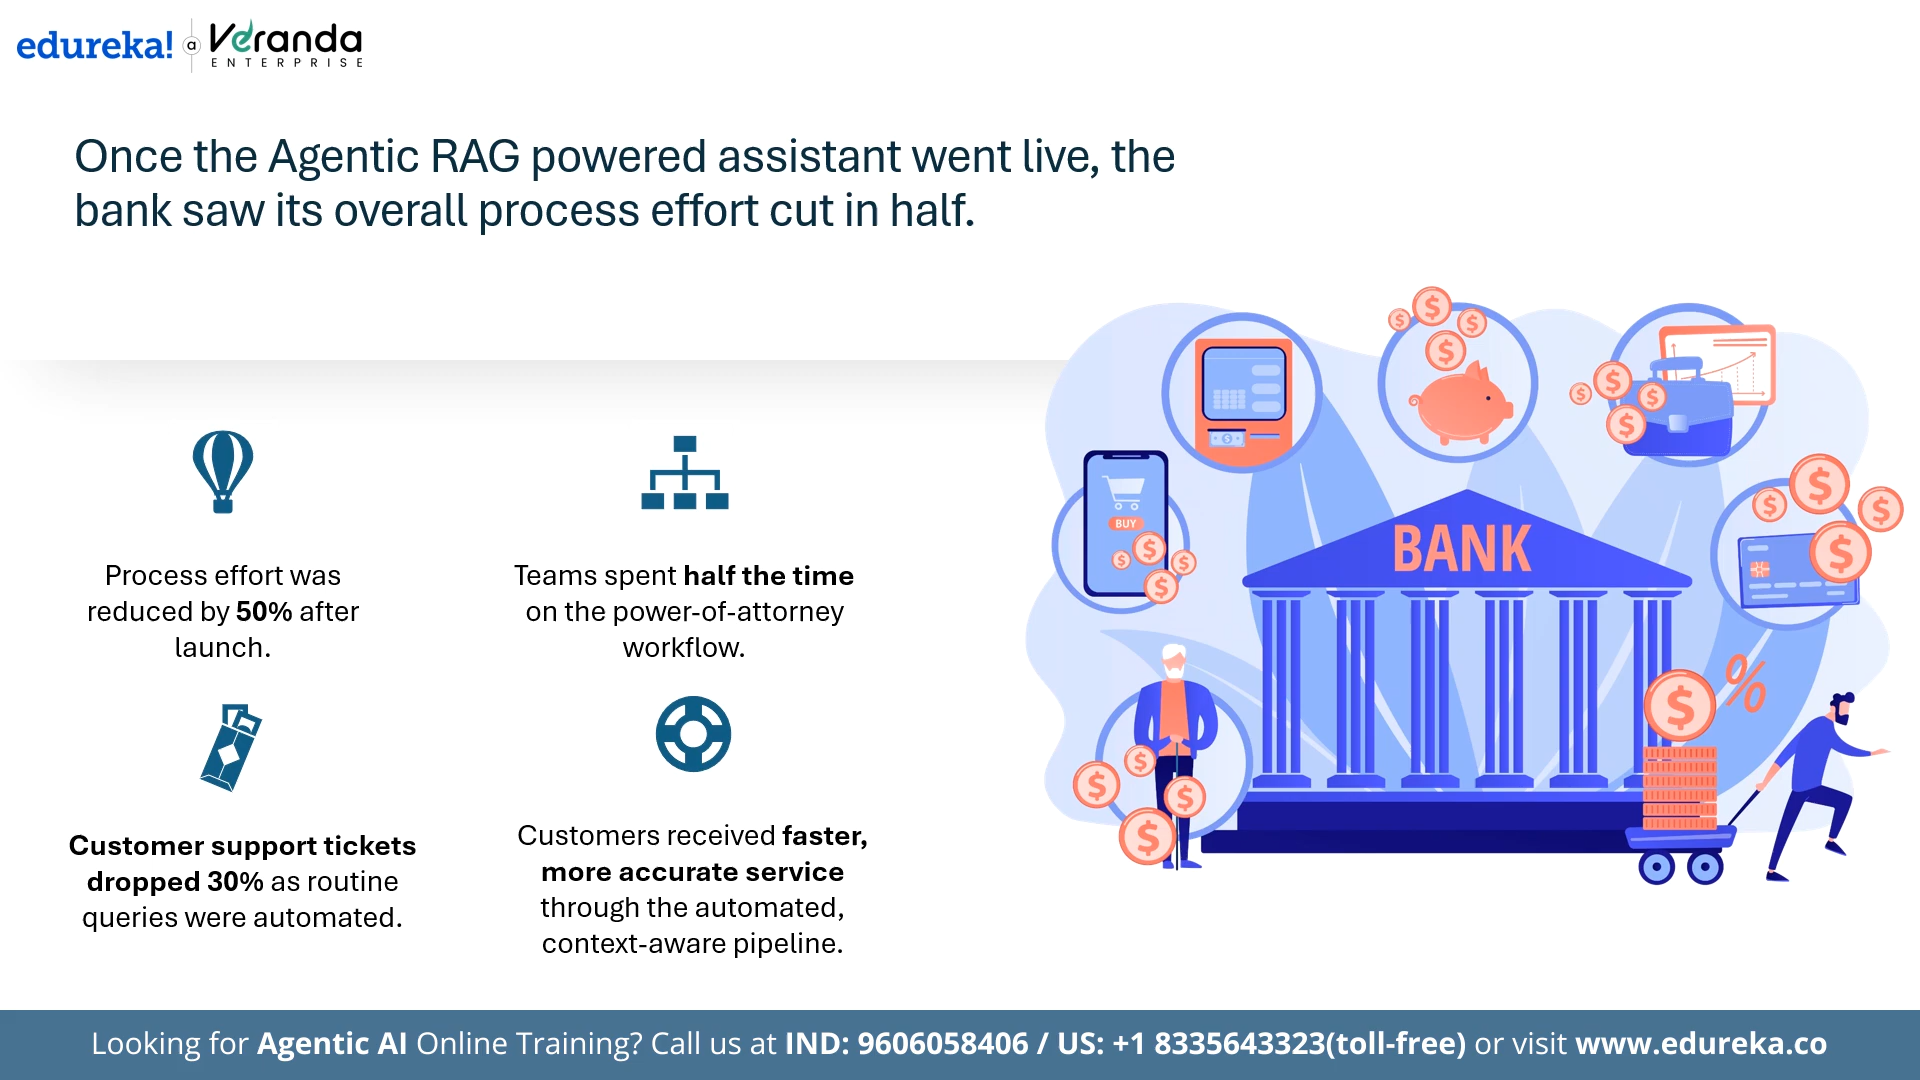 edureka! a Veranda
ENTERPRISE
Once the Agentic RAG powered assistant went live, the
bank saw its overall process effort cut in half.
Process effort was
reduced by 50% after
launch.
Teams spent half the time
on the power-of-attorney
workflow.
Customer support tickets
dropped 30% as routine
queries were automated.
Customers received faster,
more accurate service
through the automated,
context-aware pipeline.
BUY
BANK
%
Looking for Agentic AI Online Training? Call us at IND: 9606058406 / US: +1 8335643323(toll-free) or visit www.edureka.co